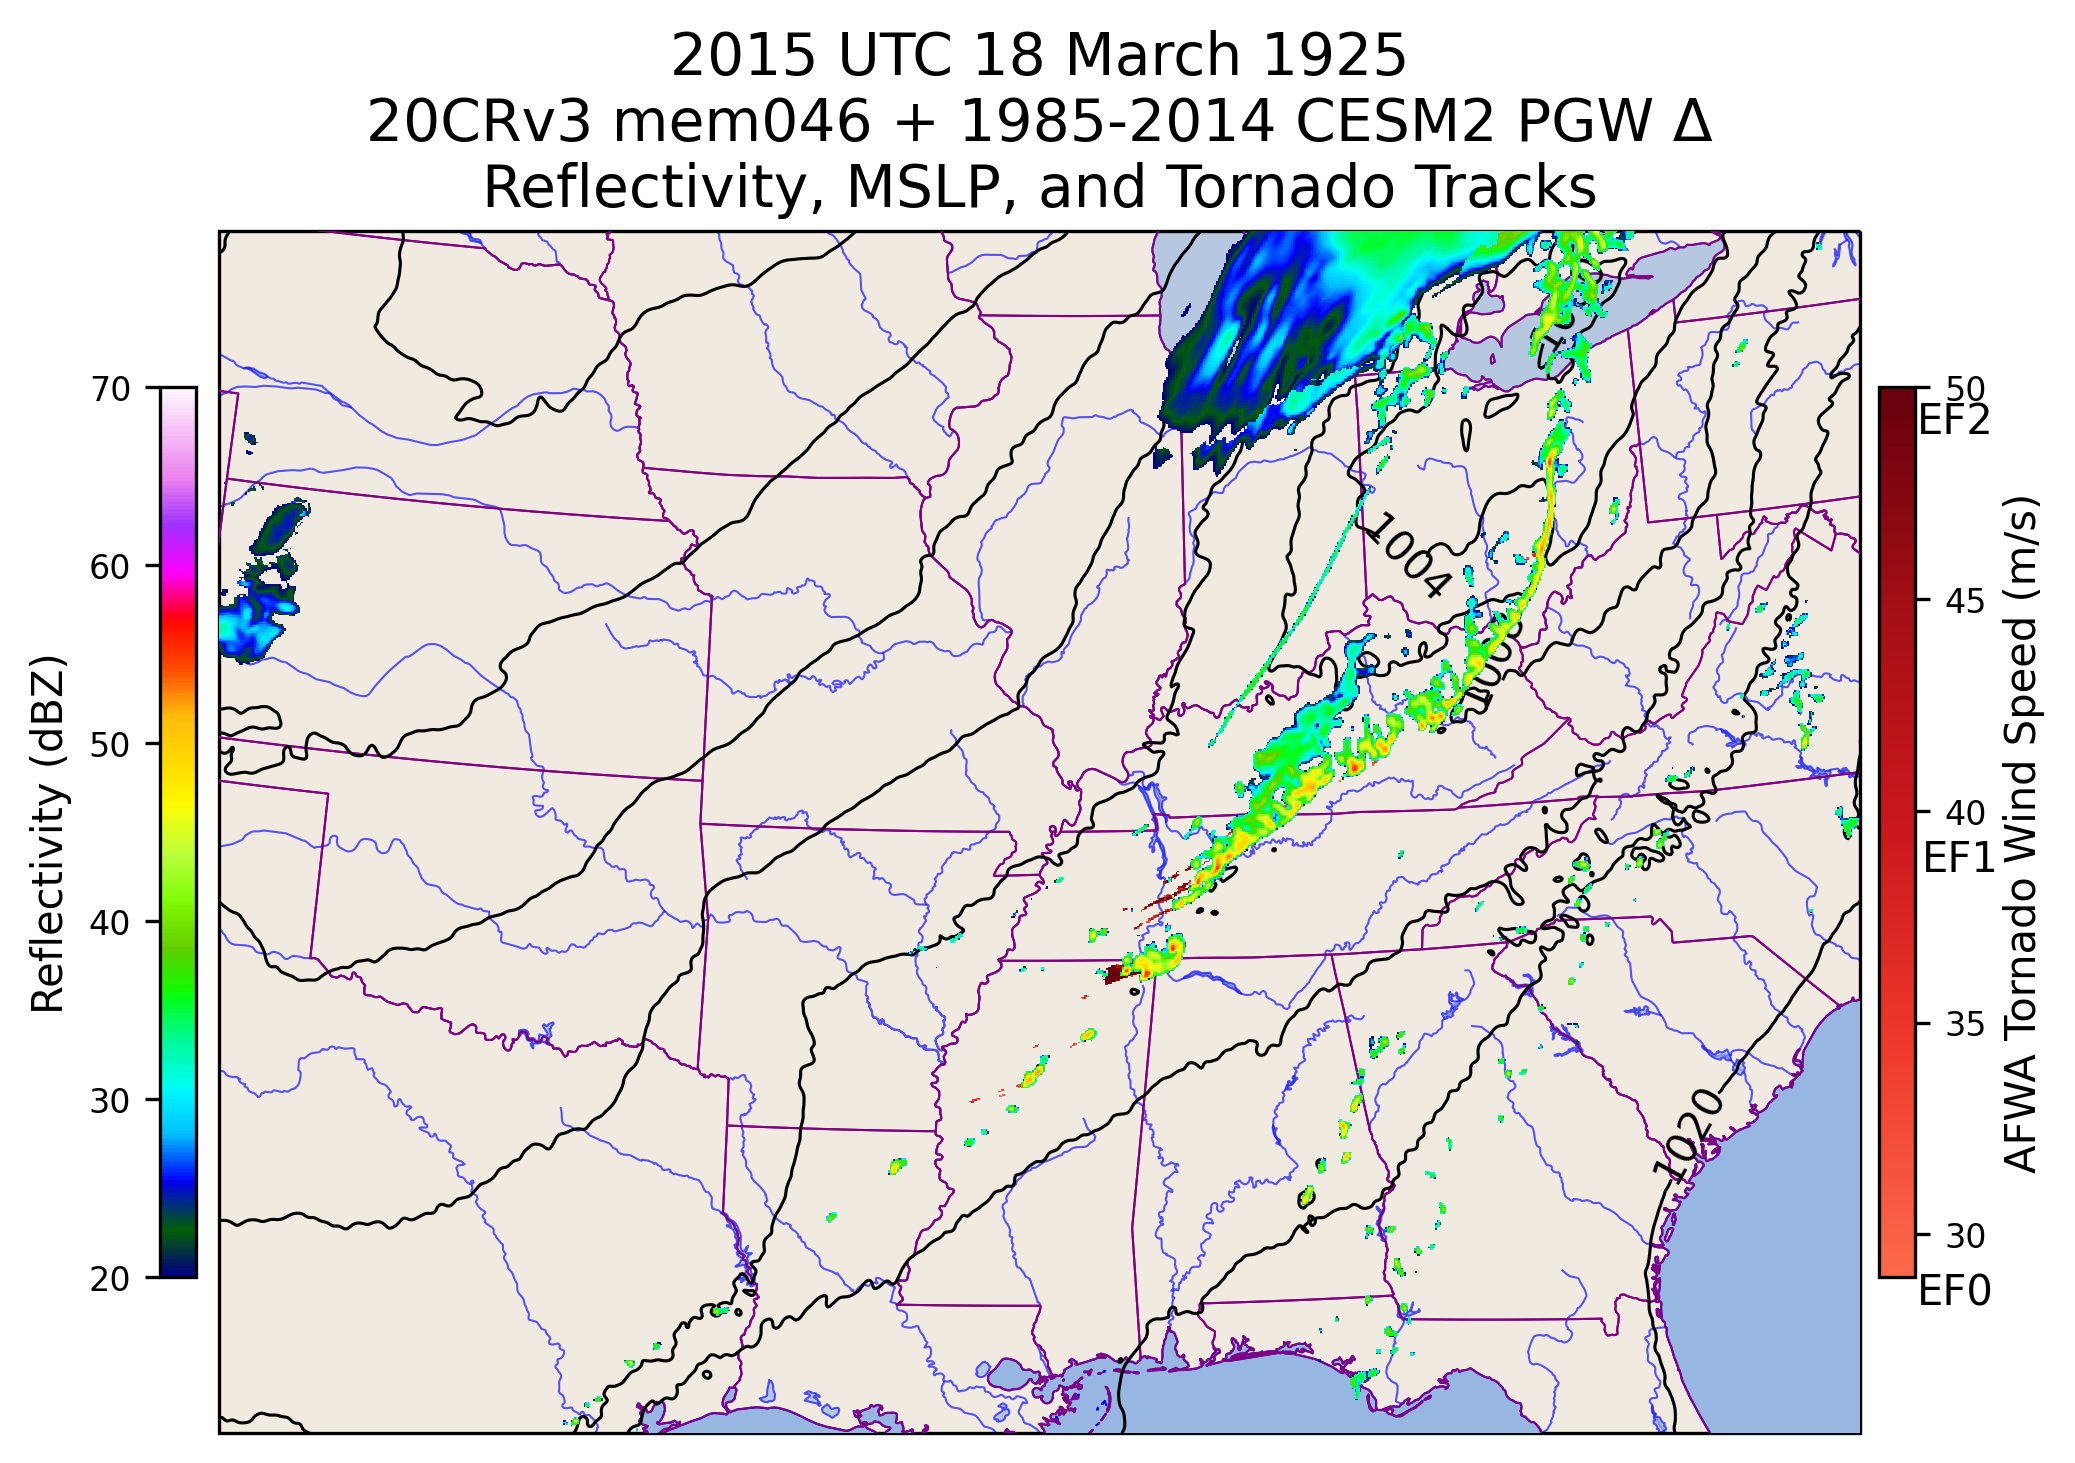 2015 UTC 18 March 1925
20CRv3 mem046 + 1985-2014 CESM2 PGW Δ
Reflectivity, MSLP, and Tornado Tracks
70
60
50
40
30
20
Reflectivity (dBZ)
1004
1020
50
EF2
45
40
EF1
35
30
EF0
AFWA Tornado Wind Speed (m/s)